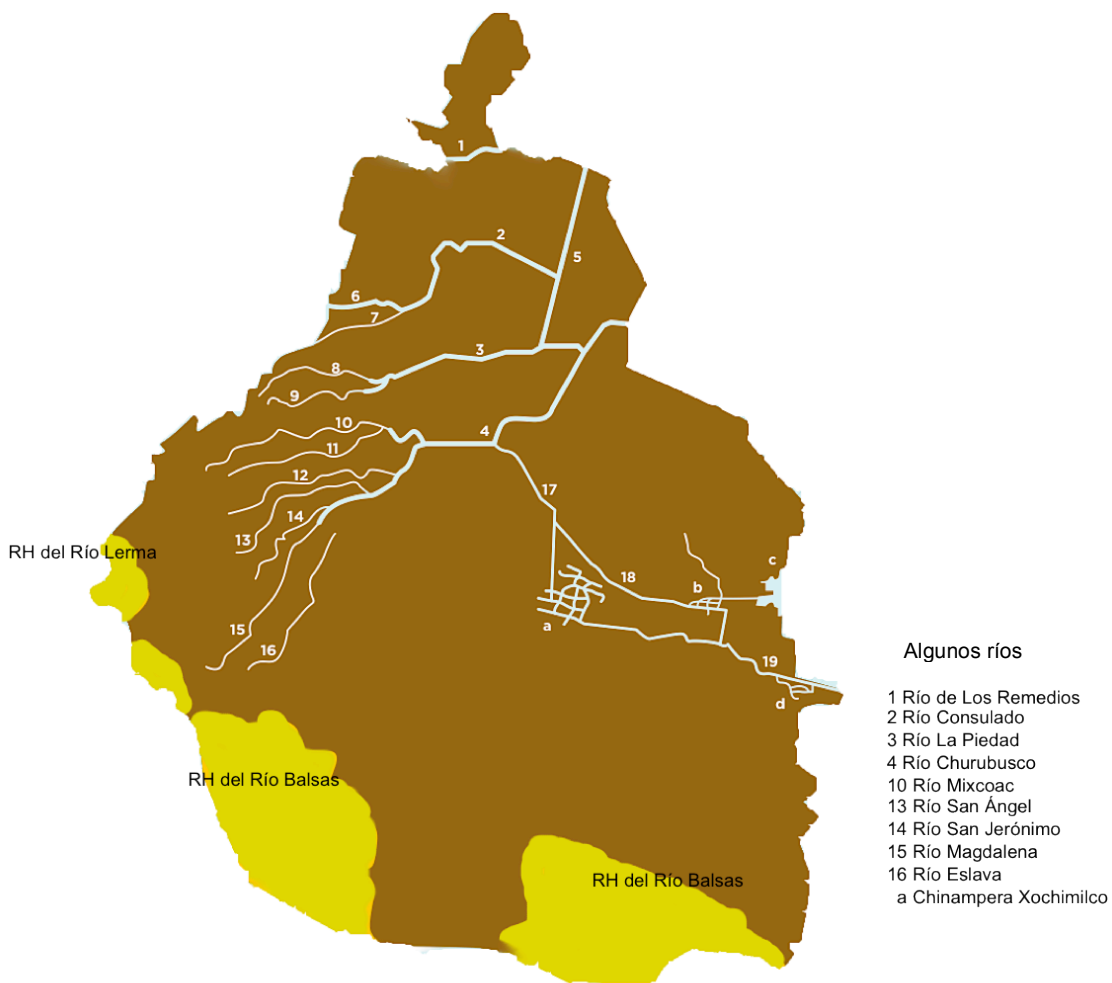 1
2
5
6
7
3
8
9
10
4
11
12
17
14
13
RH del Río Lerma
c
18
b
a
15
16
19
d
RH del Río Balsas
RH del Río Balsas
Algunos ríos
1 Río de Los Remedios
2 Río Consulado
3 Río La Piedad
4 Río Churubusco
10 Río Mixcoac
13 Río San Ángel
14 Río San Jerónimo
15 Río Magdalena
16 Río Eslava
a Chinampera Xochimilco